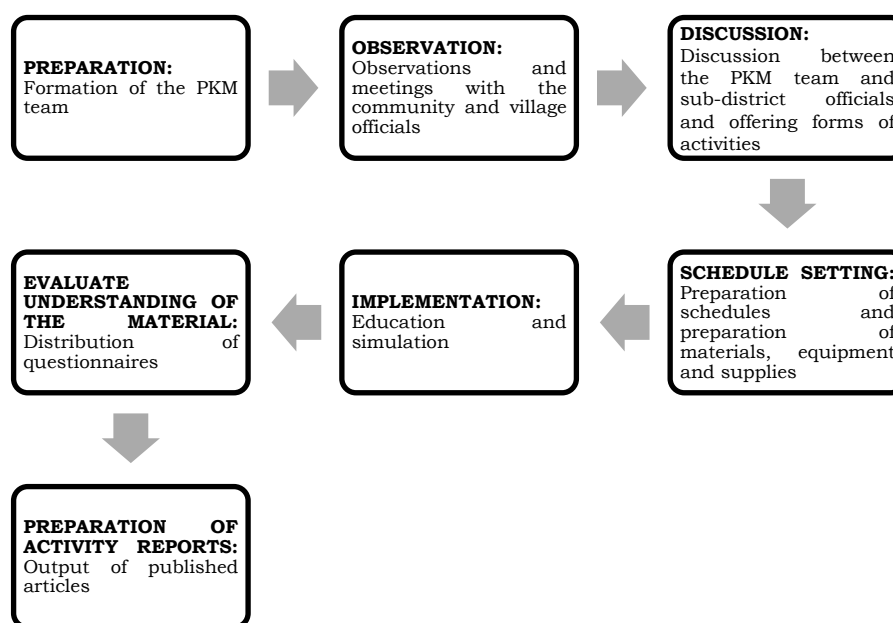 PREPARATION:
Formation of the PKM
team
OBSERVATION:
Observations and
meetings with the
community and village
officials
DISCUSSION:
Discussion between
the PKM team and
sub-district officials
and offering forms of
activities
SCHEDULE SETTING:
Preparation of
schedules and
preparation of
materials, equipment
and supplies
IMPLEMENTATION:
Education and
simulation
EVALUATE
UNDERSTANDING OF
THE MATERIAL:
Distribution of
questionnaires
PREPARATION OF
ACTIVITY REPORTS:
Output of published
articles